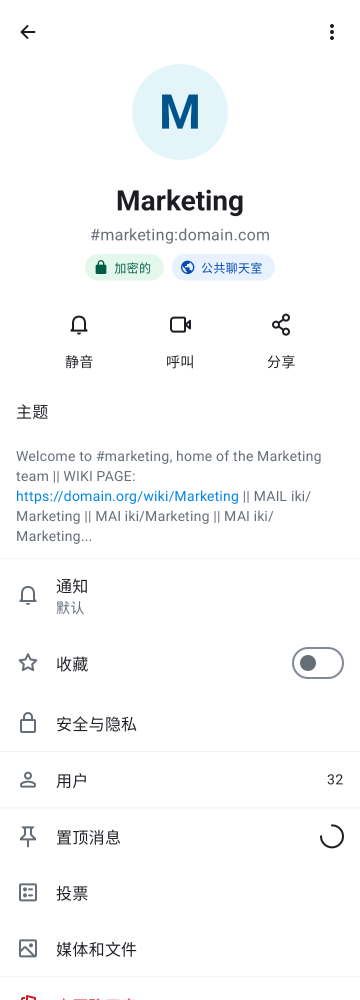 M
Marketing
#marketing:domain.com
加密的 公共聊天室
静音 呼叫 分享
主题
Welcome to #marketing, home of the Marketing
team || WIKI PAGE:
https://domain.org/wiki/Marketing || MAIL iki/
Marketing || MAI iki/Marketing || MAI iki/
Marketing...
通知
默认
收藏
安全与隐私
用户 32
置顶消息
投票
媒体和文件